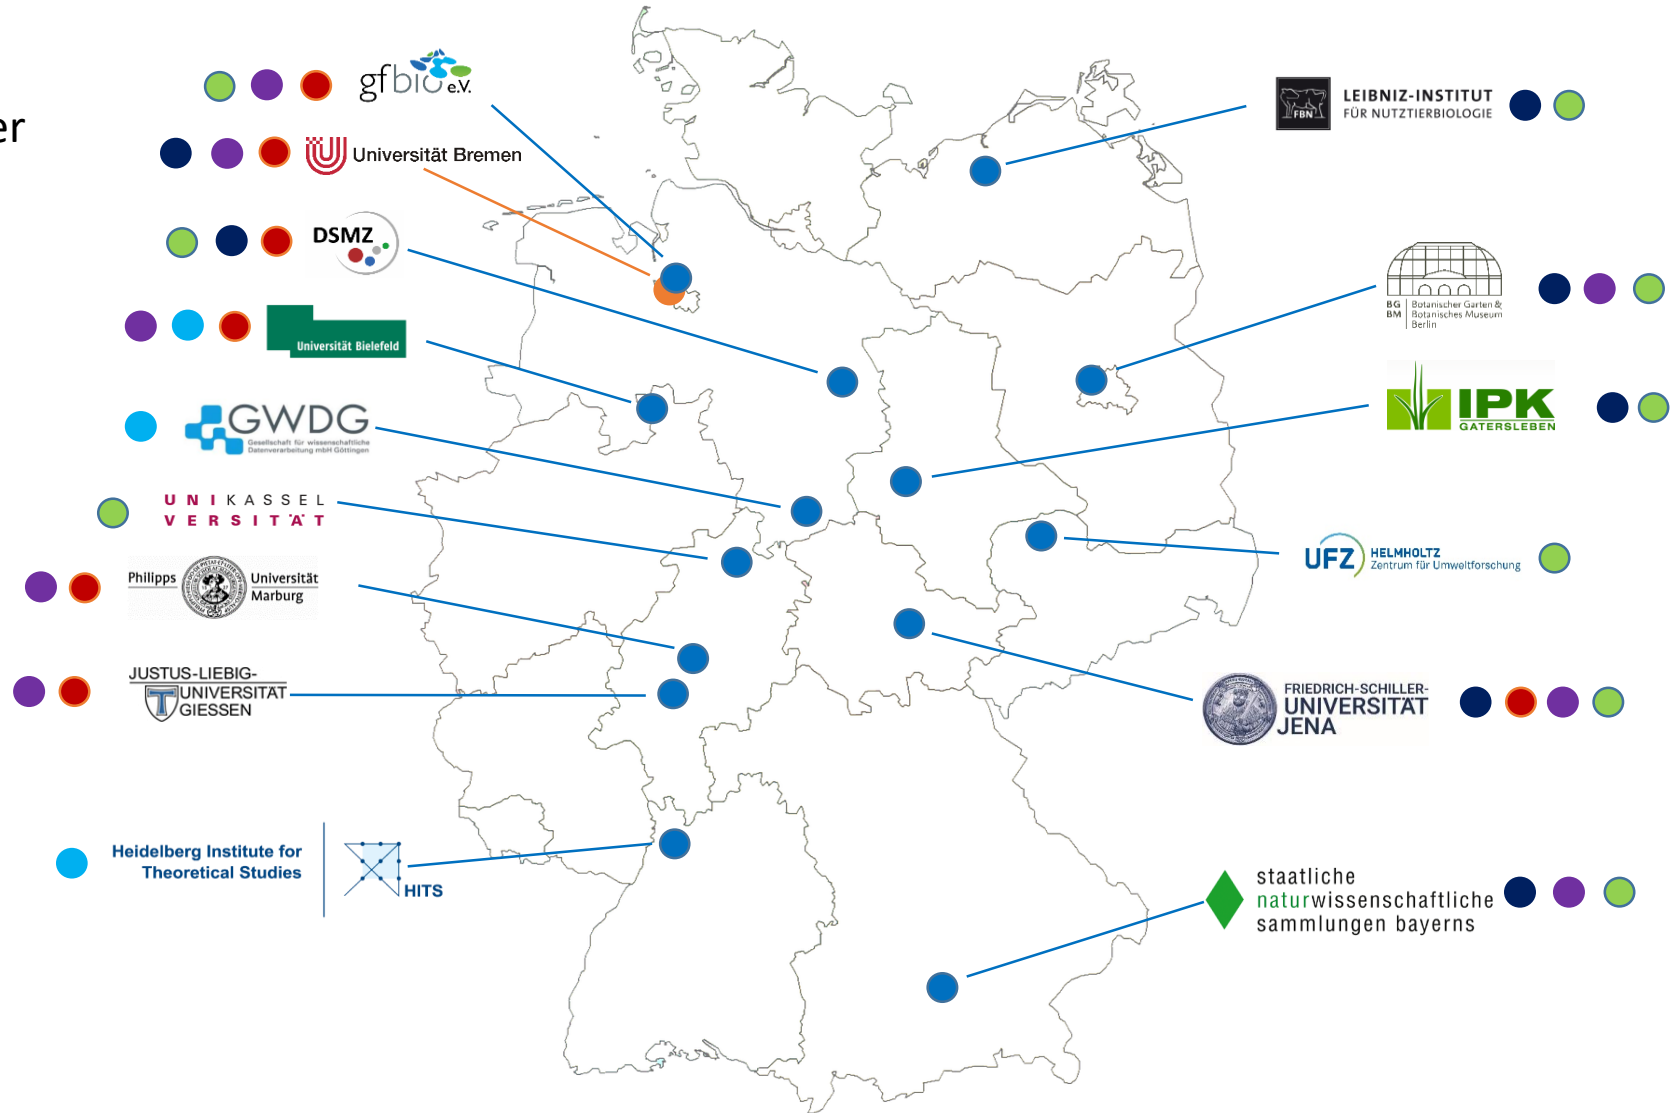 er
gfbio e.V.
Universität Bremen
DSMZ
Universität Bielefeld
GWDG
Gesellschaft für wissenschaftliche
Datenverarbeitung mbH Göttingen
UNIKASSEL
VERSITÄT
Philipps Universität
Marburg
JUSTUS-LIEBIG-
UNIVERSITÄT
GIESSEN
Heidelberg Institute for
Theoretical Studies
HITS
FBN
LEIBNIZ-INSTITUT
FÜR NUTZTIERBIOLOGIE
BG Botanischer Garten &
BM Botanisches Museum
Berlin
IPK
GATERSLEBEN
UFZ HELMHOLTZ
Zentrum für Umweltforschung
FRIEDRICH-SCHILLER-
UNIVERSITÄT
JENA
staatliche
naturwissenschaftliche
sammlungen bayerns